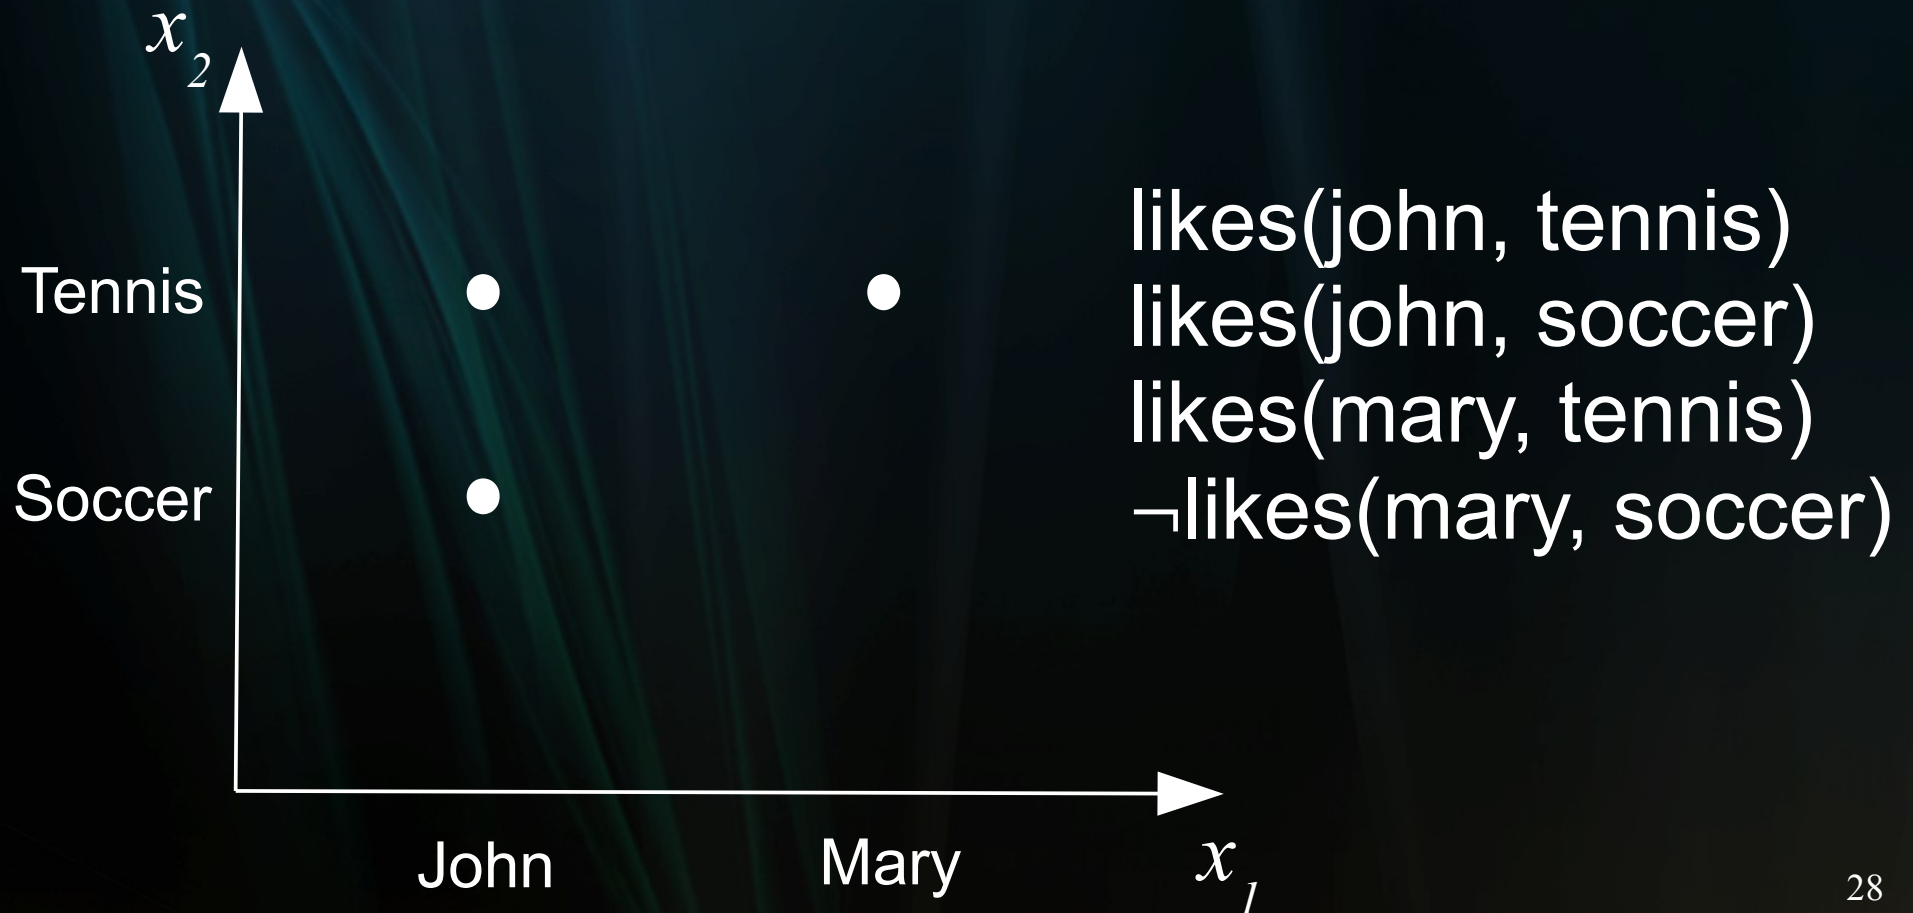 x₂
Tennis
Soccer
John
Mary
x₁
likes(john, tennis)
likes(john, soccer)
likes(mary, tennis)
¬likes(mary, soccer)
28